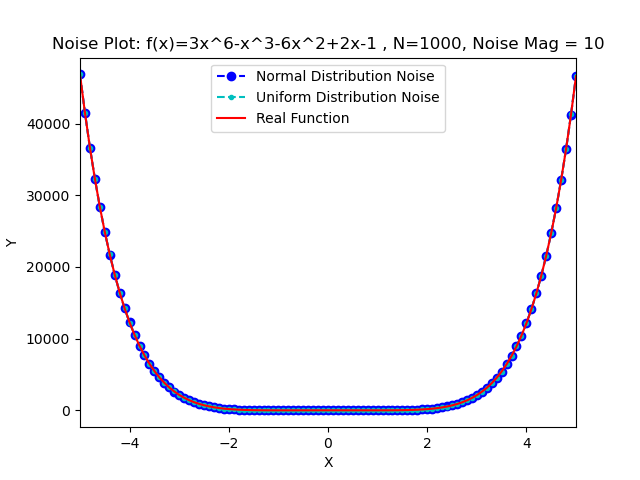 Noise Plot: f(x)=3x^6-x^3-6x^2+2x-1 , N=1000, Noise Mag = 10
Normal Distribution Noise
Uniform Distribution Noise
Real Function
40000
30000
20000
10000
0
Y
−4
−2
0
2
4
X